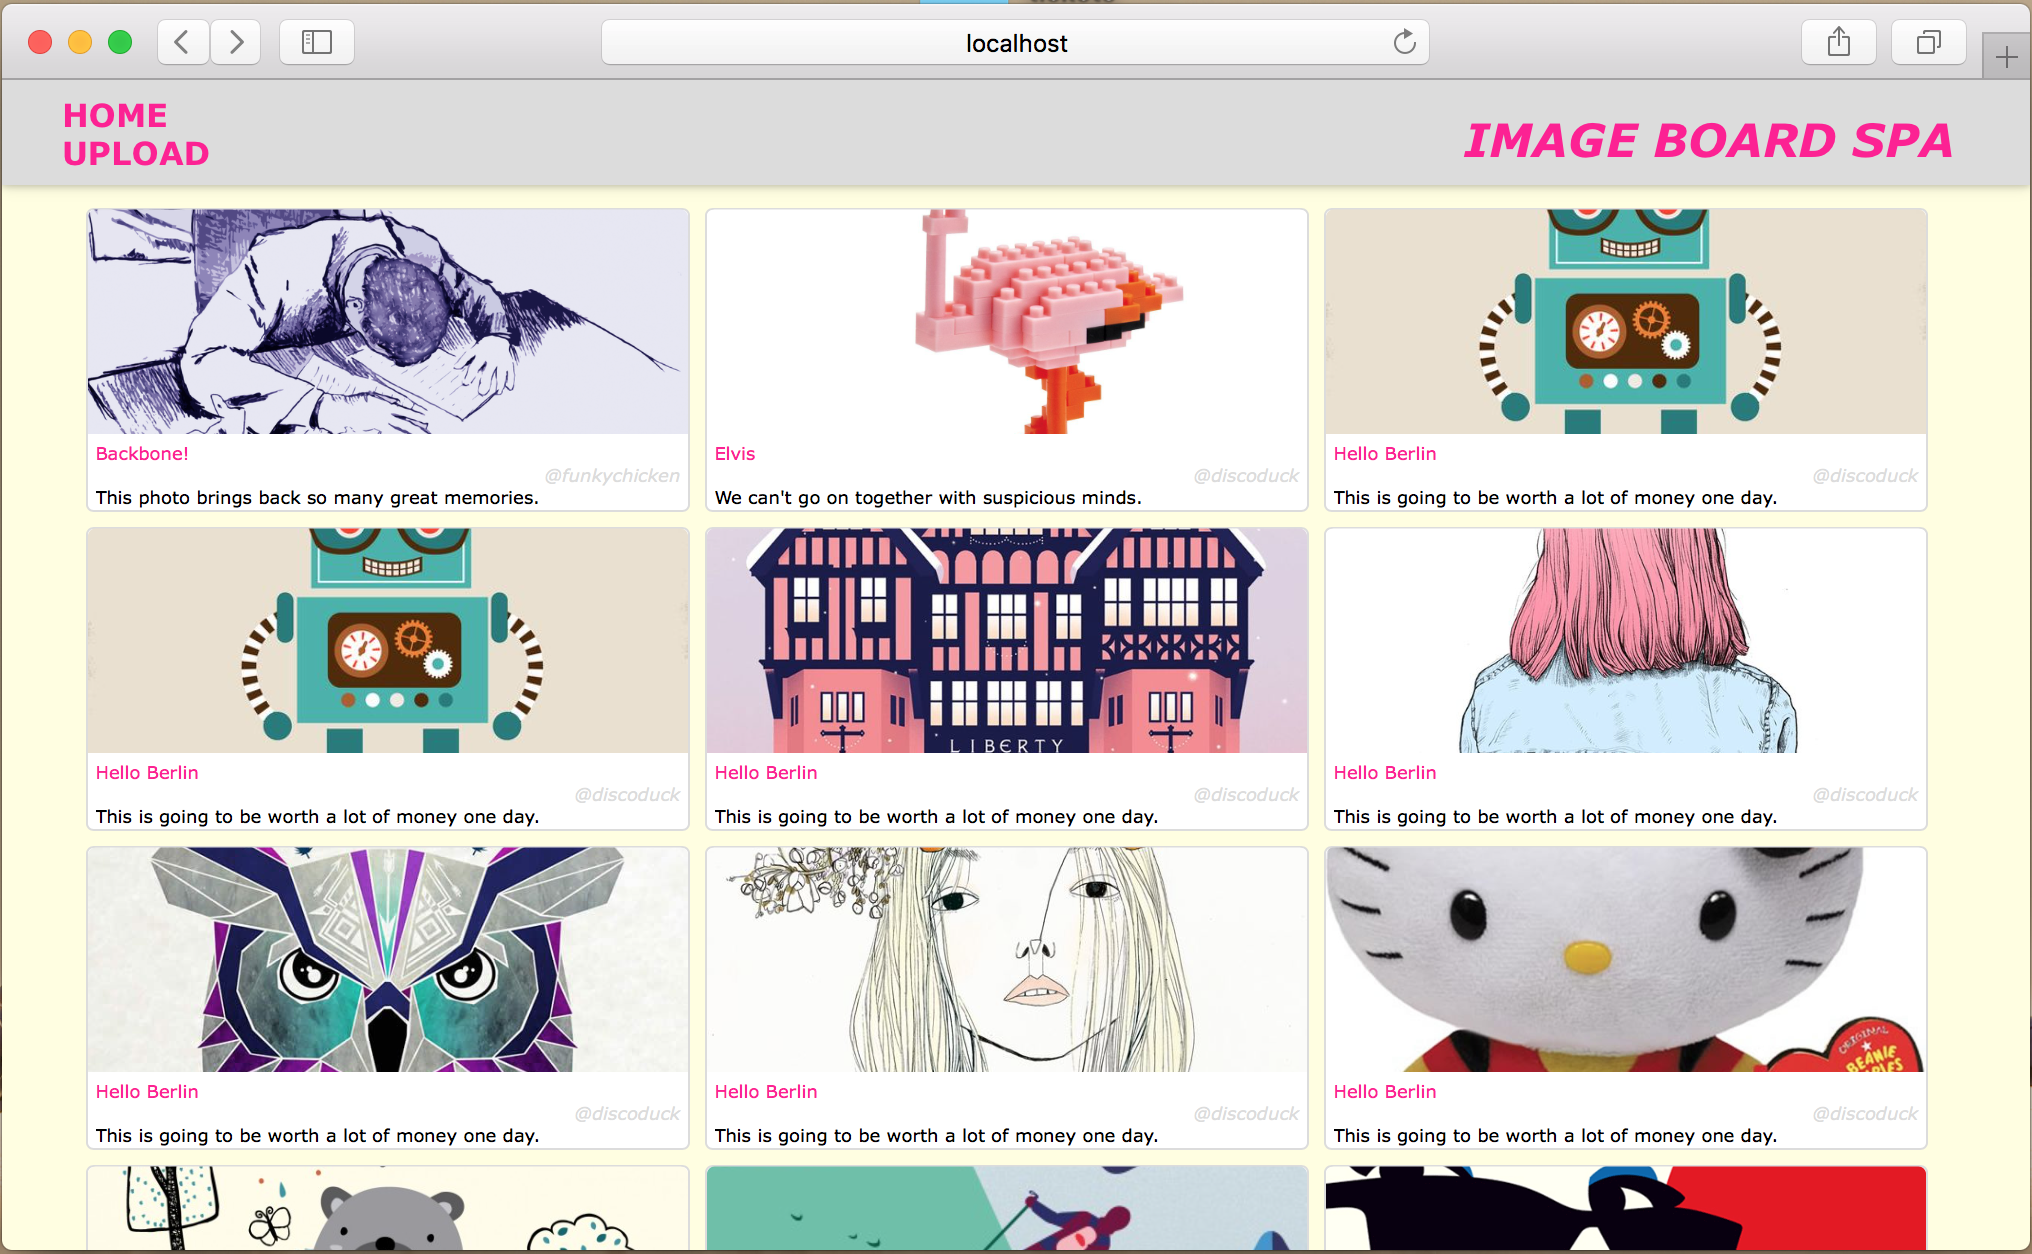 localhost
HOME
UPLOAD
IMAGE BOARD SPA
Backbone!
@funkychicken
This photo brings back so many great memories.
Elvis
@discoduck
We can't go on together with suspicious minds.
Hello Berlin
@discoduck
This is going to be worth a lot of money one day.
Hello Berlin
@discoduck
This is going to be worth a lot of money one day.
LIBERTY
Hello Berlin
@discoduck
This is going to be worth a lot of money one day.
Hello Berlin
@discoduck
This is going to be worth a lot of money one day.
Hello Berlin
@discoduck
This is going to be worth a lot of money one day.
Hello Berlin
@discoduck
This is going to be worth a lot of money one day.
ORIGINAL
BEANIE
Hello Berlin
@discoduck
This is going to be worth a lot of money one day.